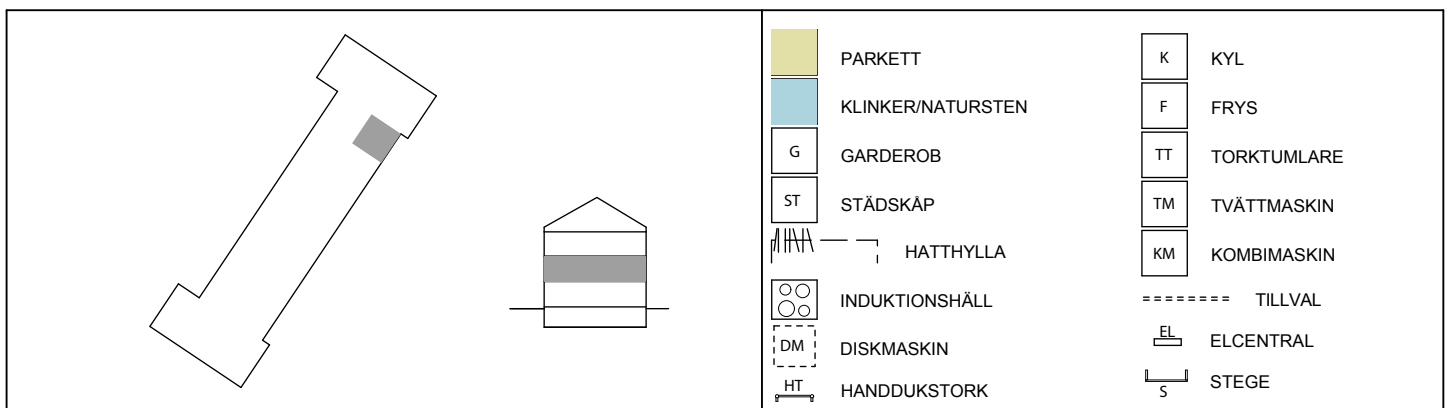 PARKETT
KLINKER/NATURSTEN
G GARDEROB
ST STÄDSKÅP
HATTHYLLA
INDUKTIONSHÄLL
DM DISKMASKIN
HT HANDDUKSTORK
K KYL
F FRYS
TT TORKTUMLARE
TM TVÄTTMASKIN
KM KOMBIMASKIN
TILLVAL
EL ELCENTRAL
S STEGE